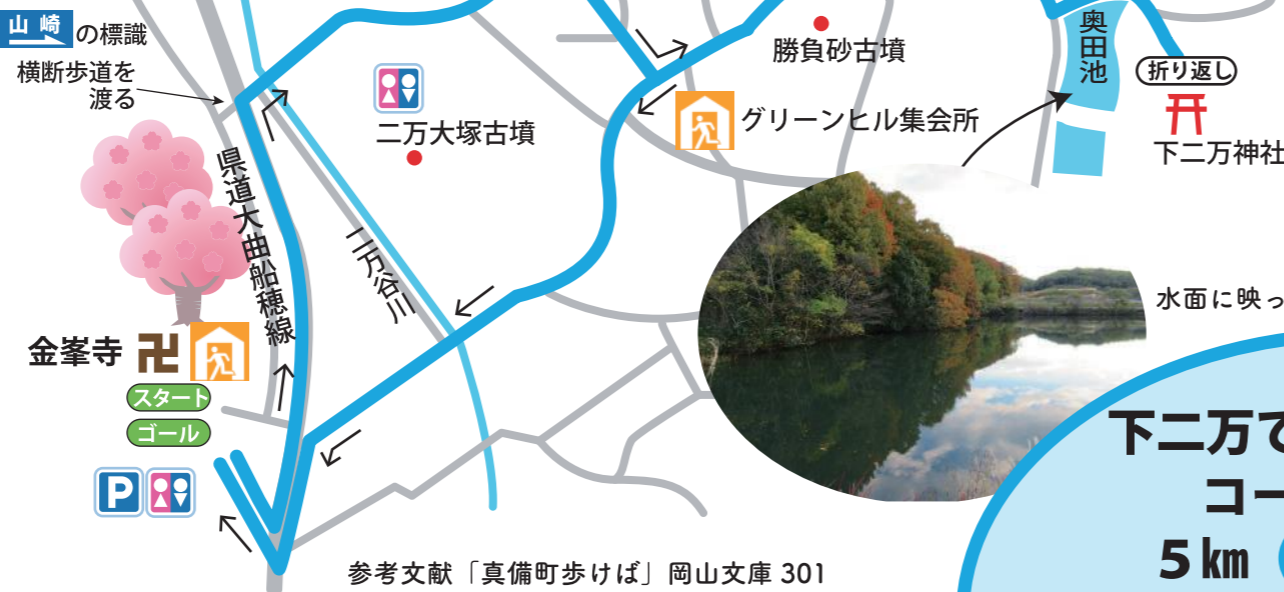 山崎
の標識
横断歩道を
渡る
県道大曲船穂線
二万大塚古墳
二万谷川
勝負砂古墳
グリーンヒル集会所
奥田池
折り返し
下二万神社
金峯寺
卍
スタート
ゴール
P
水面に映っ
下二万て
コー
5㎞
参考文献「真備町歩けば」岡山文庫 301